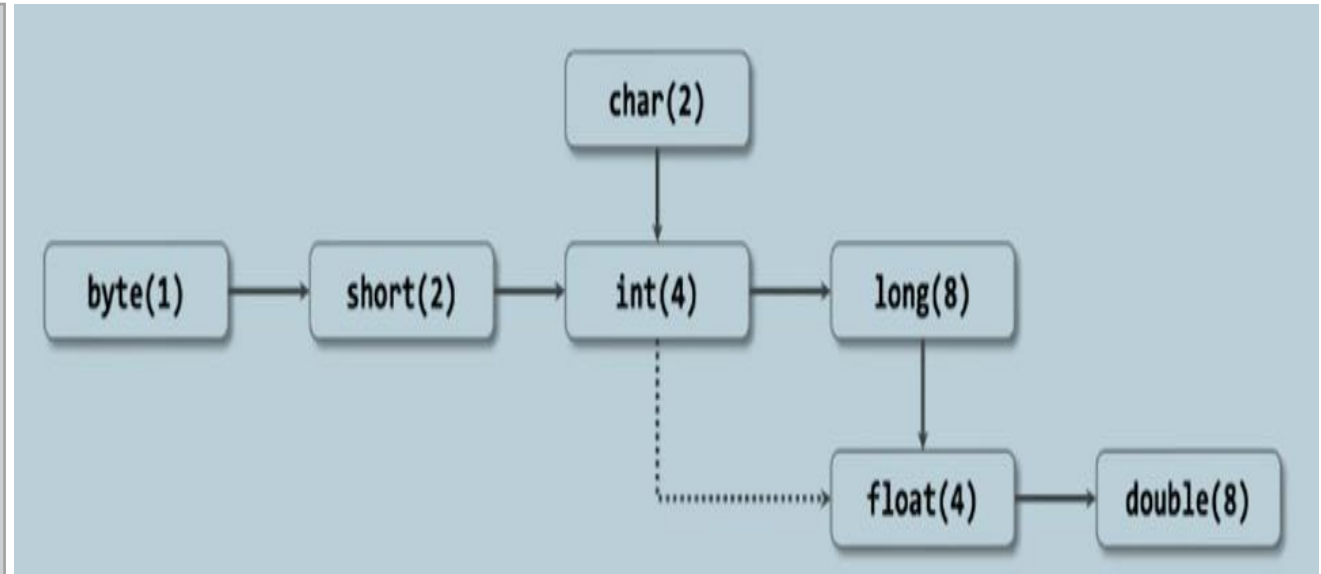 char(2)
byte(1)
short(2)
int(4)
long(8)
float(4)
double(8)